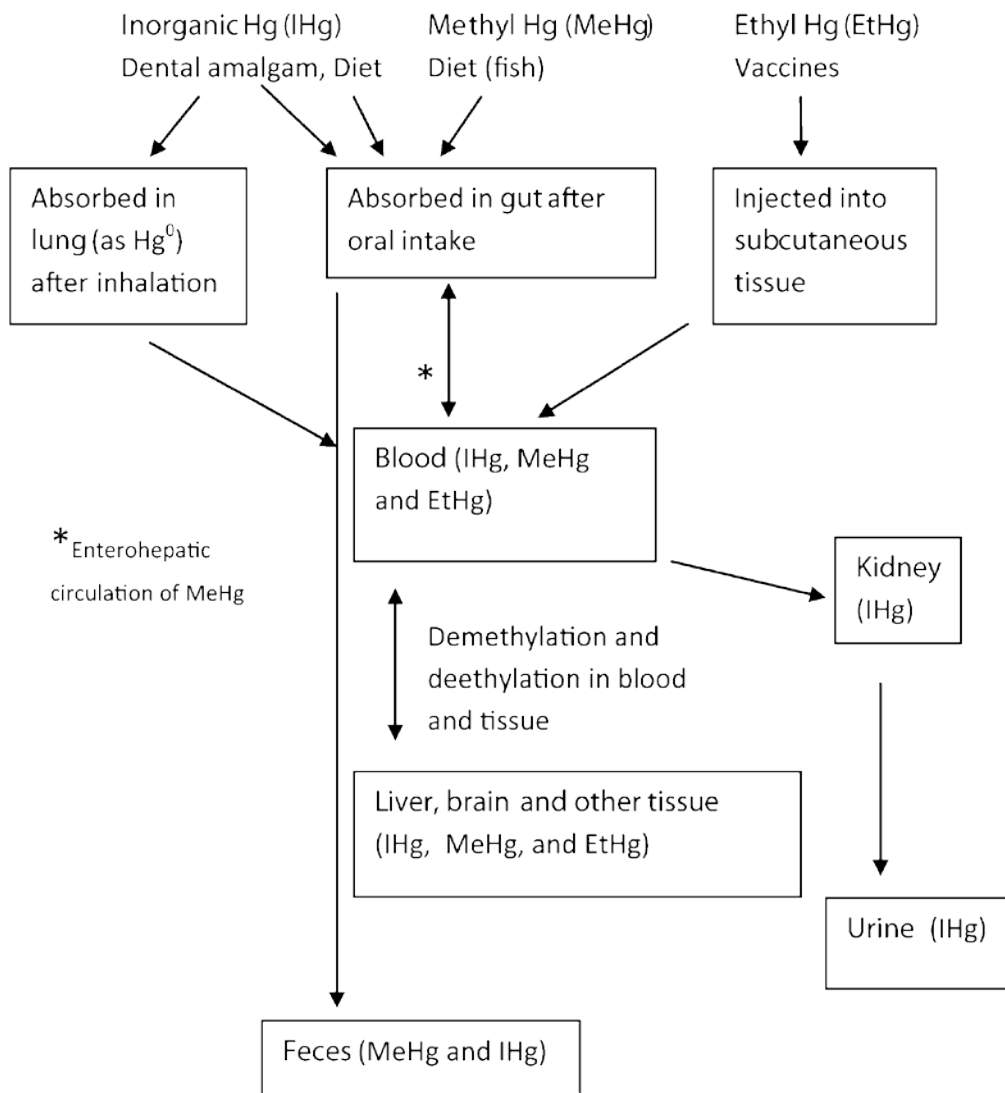 Inorganic Hg (IHg)
Dental amalgam, Diet
Methyl Hg (MeHg)
Diet (fish)
Ethyl Hg (EtHg)
Vaccines
Absorbed in
lung (as Hg⁰)
after inhalation
Absorbed in gut after
oral intake
Injected into
subcutaneous
tissue
*
Blood (IHg, MeHg
and EtHg)
*Enterohepatic
circulation of MeHg
Kidney
(IHg)
Demethylation and
deethylation in blood
and tissue
Liver, brain and other tissue
(IHg, MeHg, and EtHg)
Urine (IHg)
Feces (MeHg and IHg)